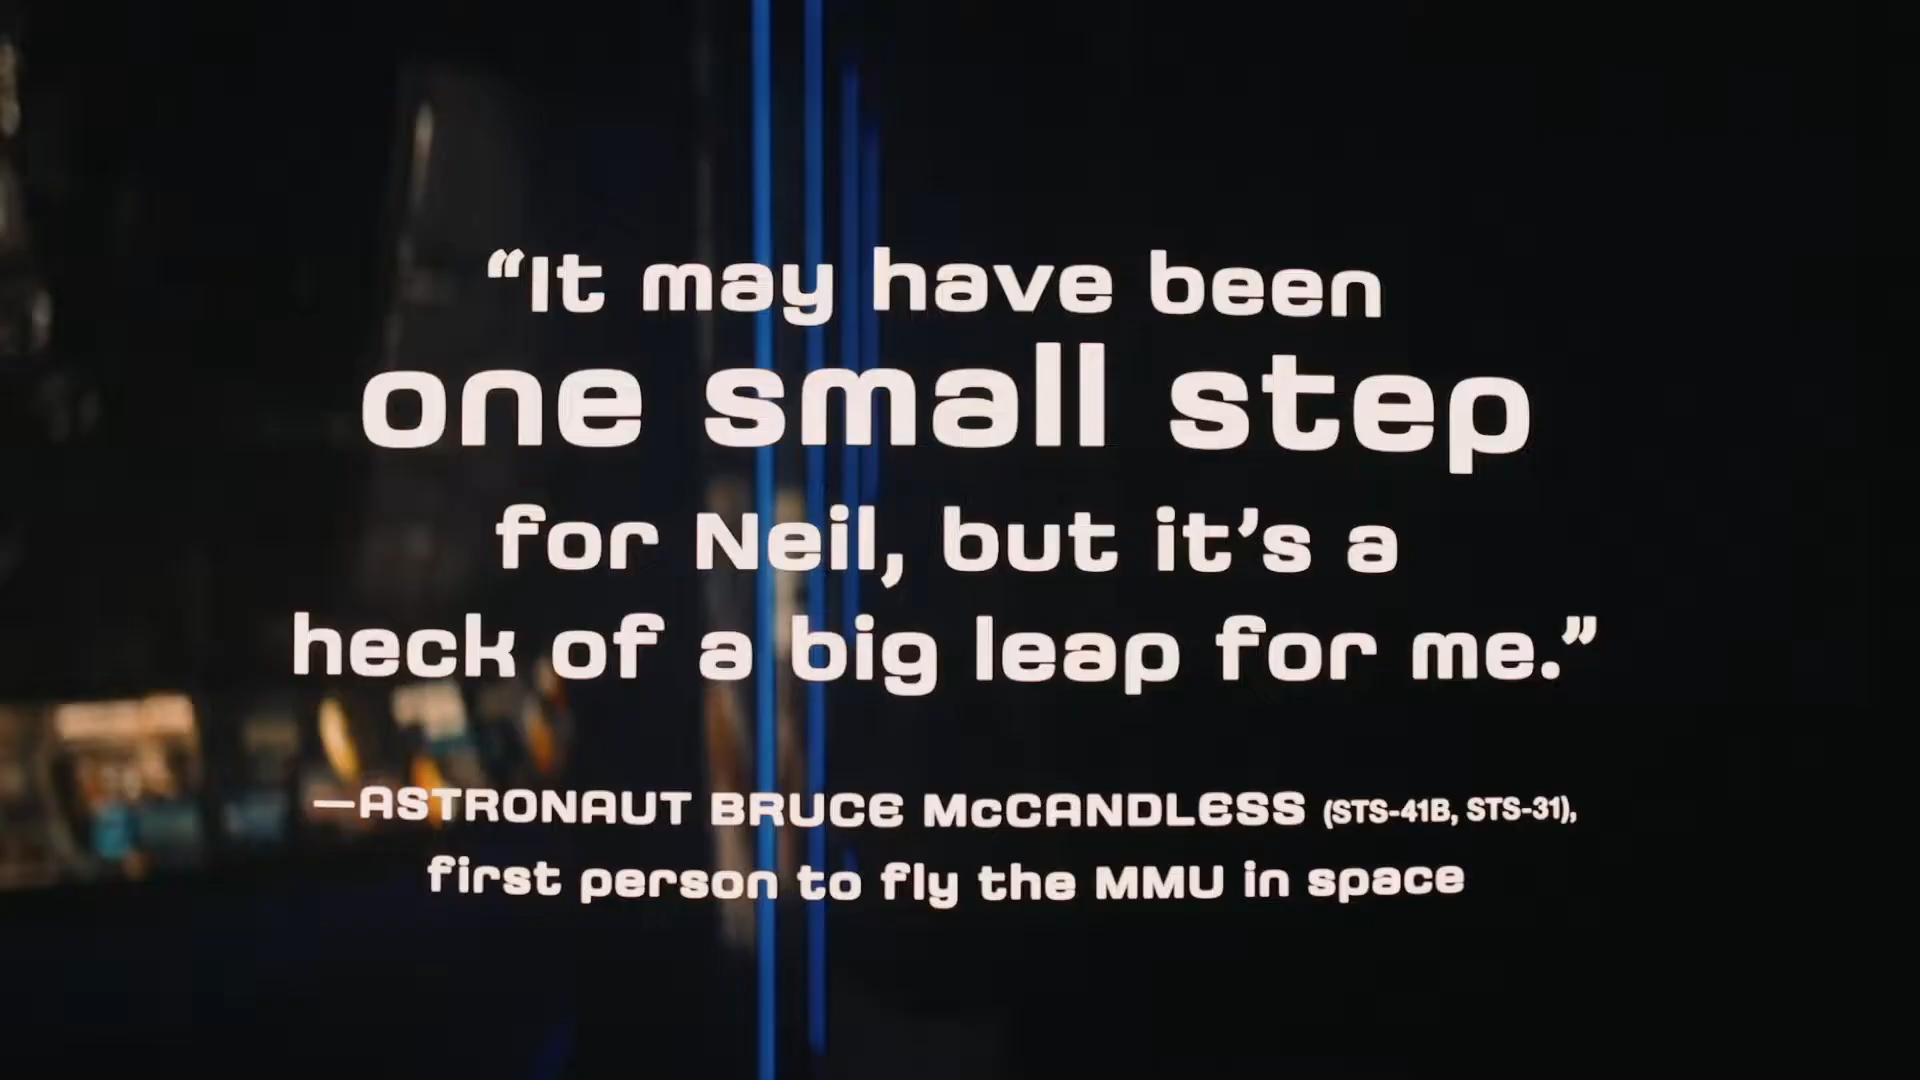 “It may have been
one small step
for Neil, but it’s a
heck of a big leap for me.”
—ASTRONAUT BRUCE McCANDLESS (STS-41B, STS-31),
first person to fly the MMU in space